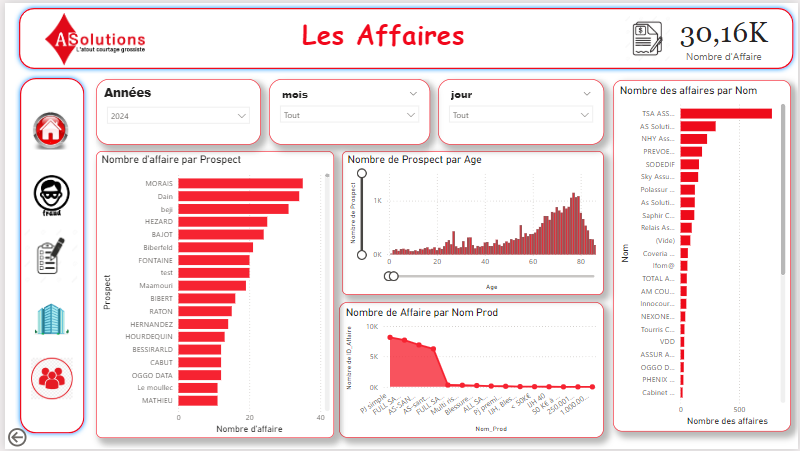 ASolutions
L'atout courtage grossiste
Les Affaires
30,16K
Nombre d'Affaire
Années
2024
mois
Tout
jour
Tout
fraud
Nombre d'affaire par Prospect
Prospect
MORAIS
Dain
beji
HEZARD
BAJOT
Biberfeld
FONTAINE
test
Maamouri
BIBERT
RATON
HERNANDEZ
HOURDEQUIN
BESSIRARLD
CABUT
OGGO DATA
Le moullec
MATHIEU
0 20 40
Nombre d'affaire
Nombre de Prospect par Age
Nombre de Prospect
1K
0K
0 20 40 60 80
Age
Nombre de Affaire par Nom Prod
Nombre de ID_Affaire
10K
5K
0K
PJ simple
FULL SA...
AS-SAN...
AS-sant...
FULL SA...
Multi ris...
Blessure...
ALL SA...
PJ premi...
IJH, Bles...
< 50K€
IJH 40
50 K€ à ...
250.001 ...
1.000.00...
Nom_Prod
Nombre des affaires par Nom
Nom
TSA ASS...
AS Soluti...
NHY Ass...
PREVOE...
SODEDIF
Sky Assu...
Polassur ...
As Soluti...
Saphir C...
Relais As...
(Vide)
Coveria ...
Ifom@
TOTAL A...
AM COU...
Innocour...
NEXONE...
Tourris C...
VDD
ASSUR A...
OGGO D...
PHENIX ...
Cabinet ...
0 500
Nombre des affaires